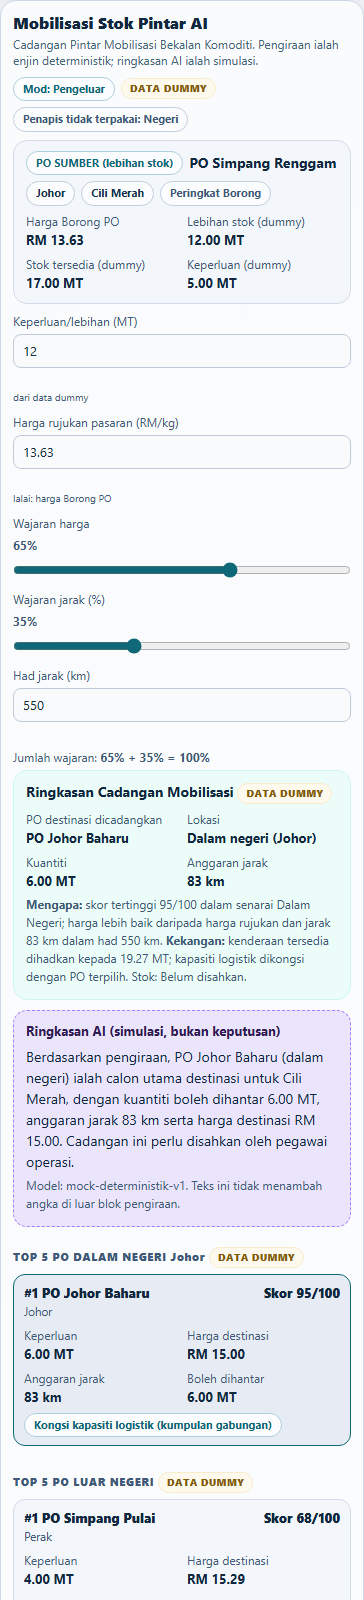 Mobilisasi Stok Pintar AI
Cadangan Pintar Mobilisasi Bekalan Komoditi. Pengiraan ialah
enjin deterministik; ringkasan AI ialah simulasi.
Mod: Pengeluar DATA DUMMY
Penapis tidak terpakai: Negeri
PO SUMBER (lebihan stok) PO Simpang Renggam
Johor Cili Merah Peringkat Borong
Harga Borong PO Lebihan stok (dummy)
RM 13.63 12.00 MT
Stok tersedia (dummy) Keperluan (dummy)
17.00 MT 5.00 MT
Keperluan/lebihan (MT)
12
dari data dummy
Harga rujukan pasaran (RM/kg)
13.63
lalai: harga Borong PO
Wajaran harga
65%
Wajaran jarak (%)
35%
Had jarak (km)
550
Jumlah wajaran: 65% + 35% = 100%
Ringkasan Cadangan Mobilisasi DATA DUMMY
PO destinasi dicadangkan Lokasi
PO Johor Baharu Dalam negeri (Johor)
Kuantiti Anggaran jarak
6.00 MT 83 km
Mengapa: skor tertinggi 95/100 dalam senarai Dalam
Negeri; harga lebih baik daripada harga rujukan dan jarak
83 km dalam had 550 km. Kekangan: kenderaan tersedia
dihadkan kepada 19.27 MT; kapasiti logistik dikongsi
dengan PO terpilih. Stok: Belum disahkan.
Ringkasan AI (simulasi, bukan keputusan)
Berdasarkan pengiraan, PO Johor Baharu (dalam
negeri) ialah calon utama destinasi untuk Cili
Merah, dengan kuantiti boleh dihantar 6.00 MT,
anggaran jarak 83 km serta harga destinasi RM
15.00. Cadangan ini perlu disahkan oleh pegawai
operasi.
Model: mock-deterministik-v1. Teks ini tidak menambah
angka di luar blok pengiraan.
TOP 5 PO DALAM NEGERI Johor DATA DUMMY
#1 PO Johor Baharu Skor 95/100
Johor
Keperluan Harga destinasi
6.00 MT RM 15.00
Anggaran jarak Boleh dihantar
83 km 6.00 MT
Kongsi kapasiti logistik (kumpulan gabungan)
TOP 5 PO LUAR NEGERI DATA DUMMY
#1 PO Simpang Pulai Skor 68/100
Perak
Keperluan Harga destinasi
4.00 MT RM 15.29